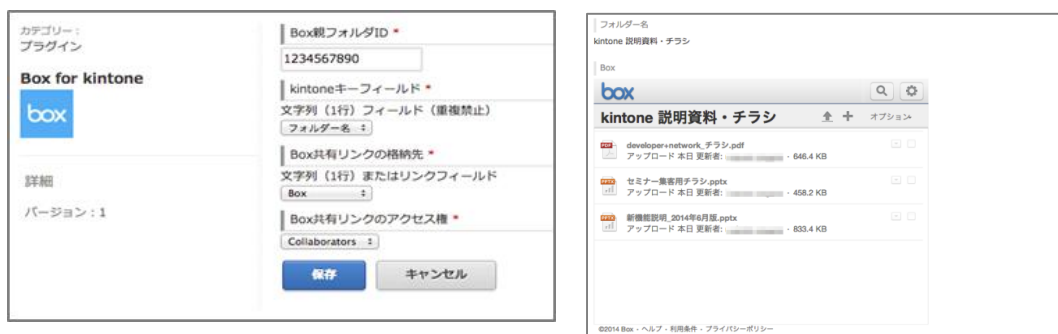 カテゴリー：
プラグイン
Box for kintone
box
詳細
バージョン：1
Box親フォルダID *
1234567890
kintoneキーフィールド *
文字列（1行）フィールド（重複禁止）
フォルダー名
Box共有リンクの格納先 *
文字列（1行）またはリンクフィールド
Box
Box共有リンクのアクセス権 *
Collaborators
保存 キャンセル
フォルダー名
kintone 説明資料・チラシ
Box
box
kintone 説明資料・チラシ オプション
developer+network_チラシ.pdf
アップロード 本日 更新者: ・ 646.4 KB
セミナー集客用チラシ.pptx
アップロード 本日 更新者: ・ 458.2 KB
新機能説明_2014年6月版.pptx
アップロード 本日 更新者: ・ 833.4 KB
©2014 Box・ヘルプ・利用条件・プライバシーポリシー